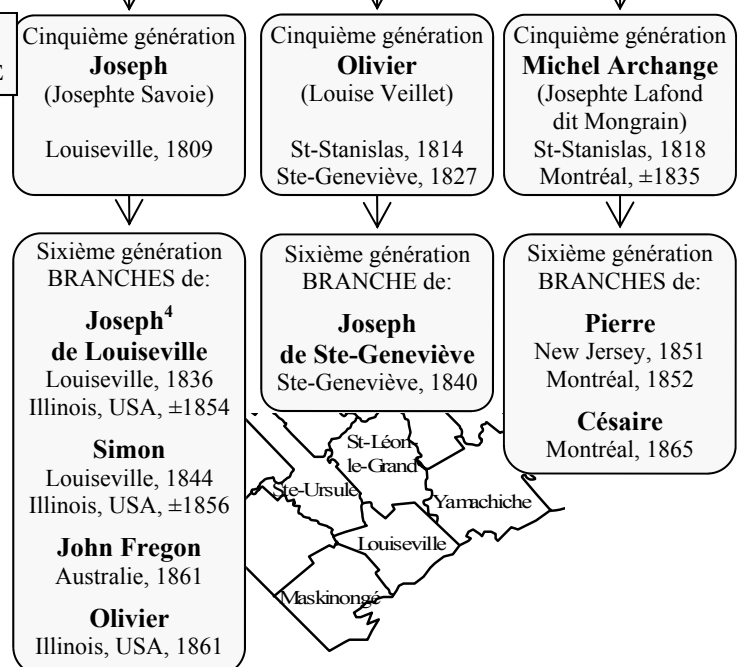 E
Cinquième génération
Joseph
(Josephte Savoie)
Louiseville, 1809
Cinquième génération
Olivier
(Louise Veillet)
St-Stanislas, 1814
Ste-Geneviève, 1827
Cinquième génération
Michel Archange
(Josephte Lafond
dit Mongrain)
St-Stanislas, 1818
Montréal, ±1835
Sixième génération
BRANCHES de:
Joseph⁴
de Louiseville
Louiseville, 1836
Illinois, USA, ±1854
Simon
Louiseville, 1844
Illinois, USA, ±1856
John Fregon
Australie, 1861
Olivier
Illinois, USA, 1861
Sixième génération
BRANCHE de:
Joseph
de Ste-Geneviève
Ste-Geneviève, 1840
Sixième génération
BRANCHES de:
Pierre
New Jersey, 1851
Montréal, 1852
Césaire
Montréal, 1865
St-Léon-
le-Grand
Ste-Ursule
Yamachiche
Louiseville
Maskinongé